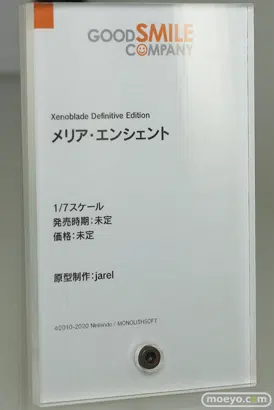 GOOD SMILE
COMPANY
Xenoblade Definitive Edition
メリア・エンシェント
1/7スケール
発売時期：未定
価格：未定
原型制作：jarel
©2010-2020 Nintendo / MONOLITHSOFT
moeyo.com